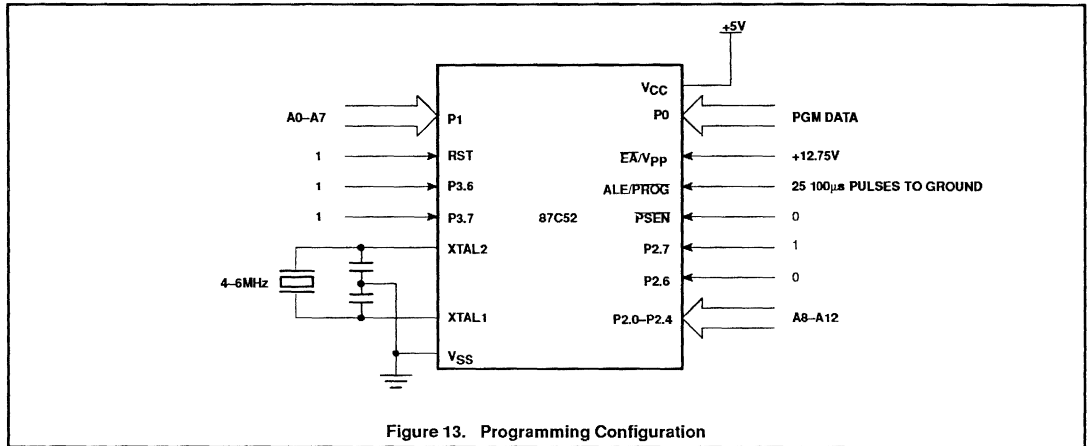 +5V
VCC
A0–A7
P1
P0
PGM DATA
1
RST
EA/VPP
+12.75V
1
P3.6
ALE/PROG
25 100µs PULSES TO GROUND
1
P3.7
87C52
PSEN
0
XTAL2
P2.7
1
4–6MHz
P2.6
0
XTAL1
P2.0–P2.4
A8–A12
VSS
Figure 13. Programming Configuration